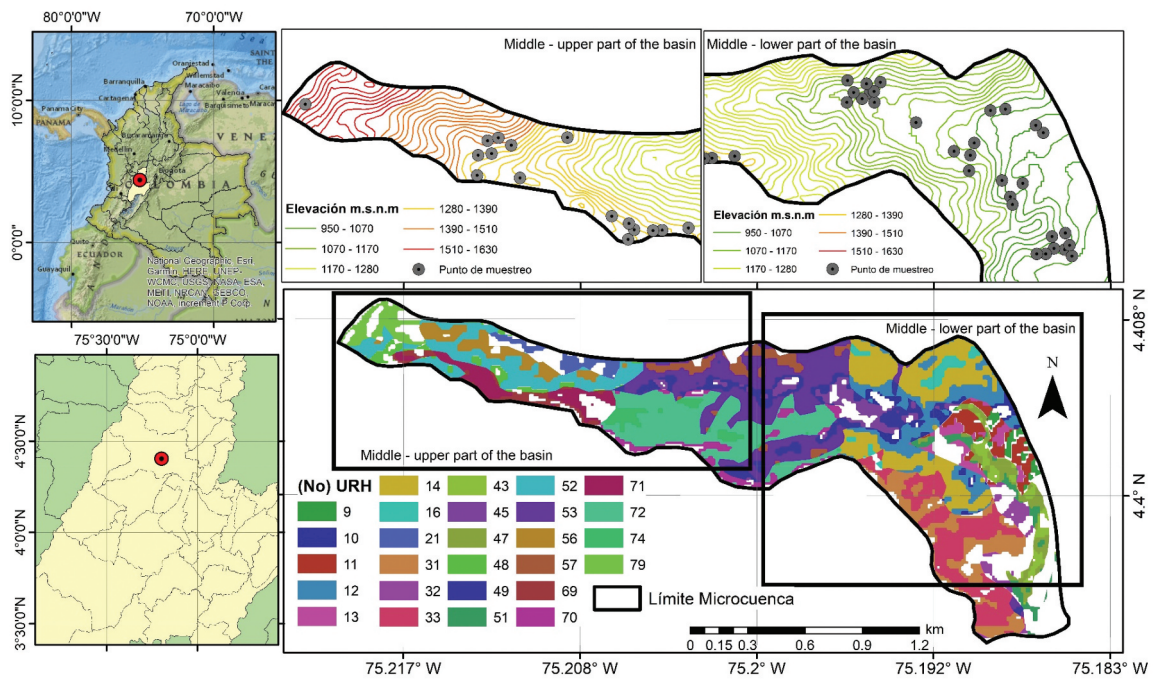 80°0'0"W 70°0'0"W
10°0'0"N
0°0'0"
Barranquilla
Cartagena
Maracaibo
Valencia
Barquisimeto
Panama City
PANAMA
Bucaramanga
Medellin
Bogotá
Quito
ECUADOR
Guayaquil
National Geographic, Esri,
Garmin, HERE, UNEP-
WCMC, USGS, NASA, ESA,
METI, NRCAN, GEBCO,
NOAA, increment P Corp.
Middle - upper part of the basin
Elevación m.s.n.m
950 - 1070
1070 - 1170
1170 - 1280
1280 - 1390
1390 - 1510
1510 - 1630
Punto de muestreo
Middle - lower part of the basin
Elevación m.s.n.m
950 - 1070
1070 - 1170
1170 - 1280
1280 - 1390
1390 - 1510
1510 - 1630
Punto de muestreo
75°30'0"W 75°0'0"W
4°30'0"N
4°0'0"N
3°30'0"N
Middle - lower part of the basin
N
Middle - upper part of the basin
(No) URH
9
10
11
12
13
14
16
21
31
32
33
43
45
47
48
49
51
52
53
56
57
69
70
71
72
74
79
Límite Microcuenca
km
0 0.15 0.3 0.6 0.9 1.2
4.408° N
4.4° N
75.217° W 75.208° W 75.2° W 75.192° W 75.183° W